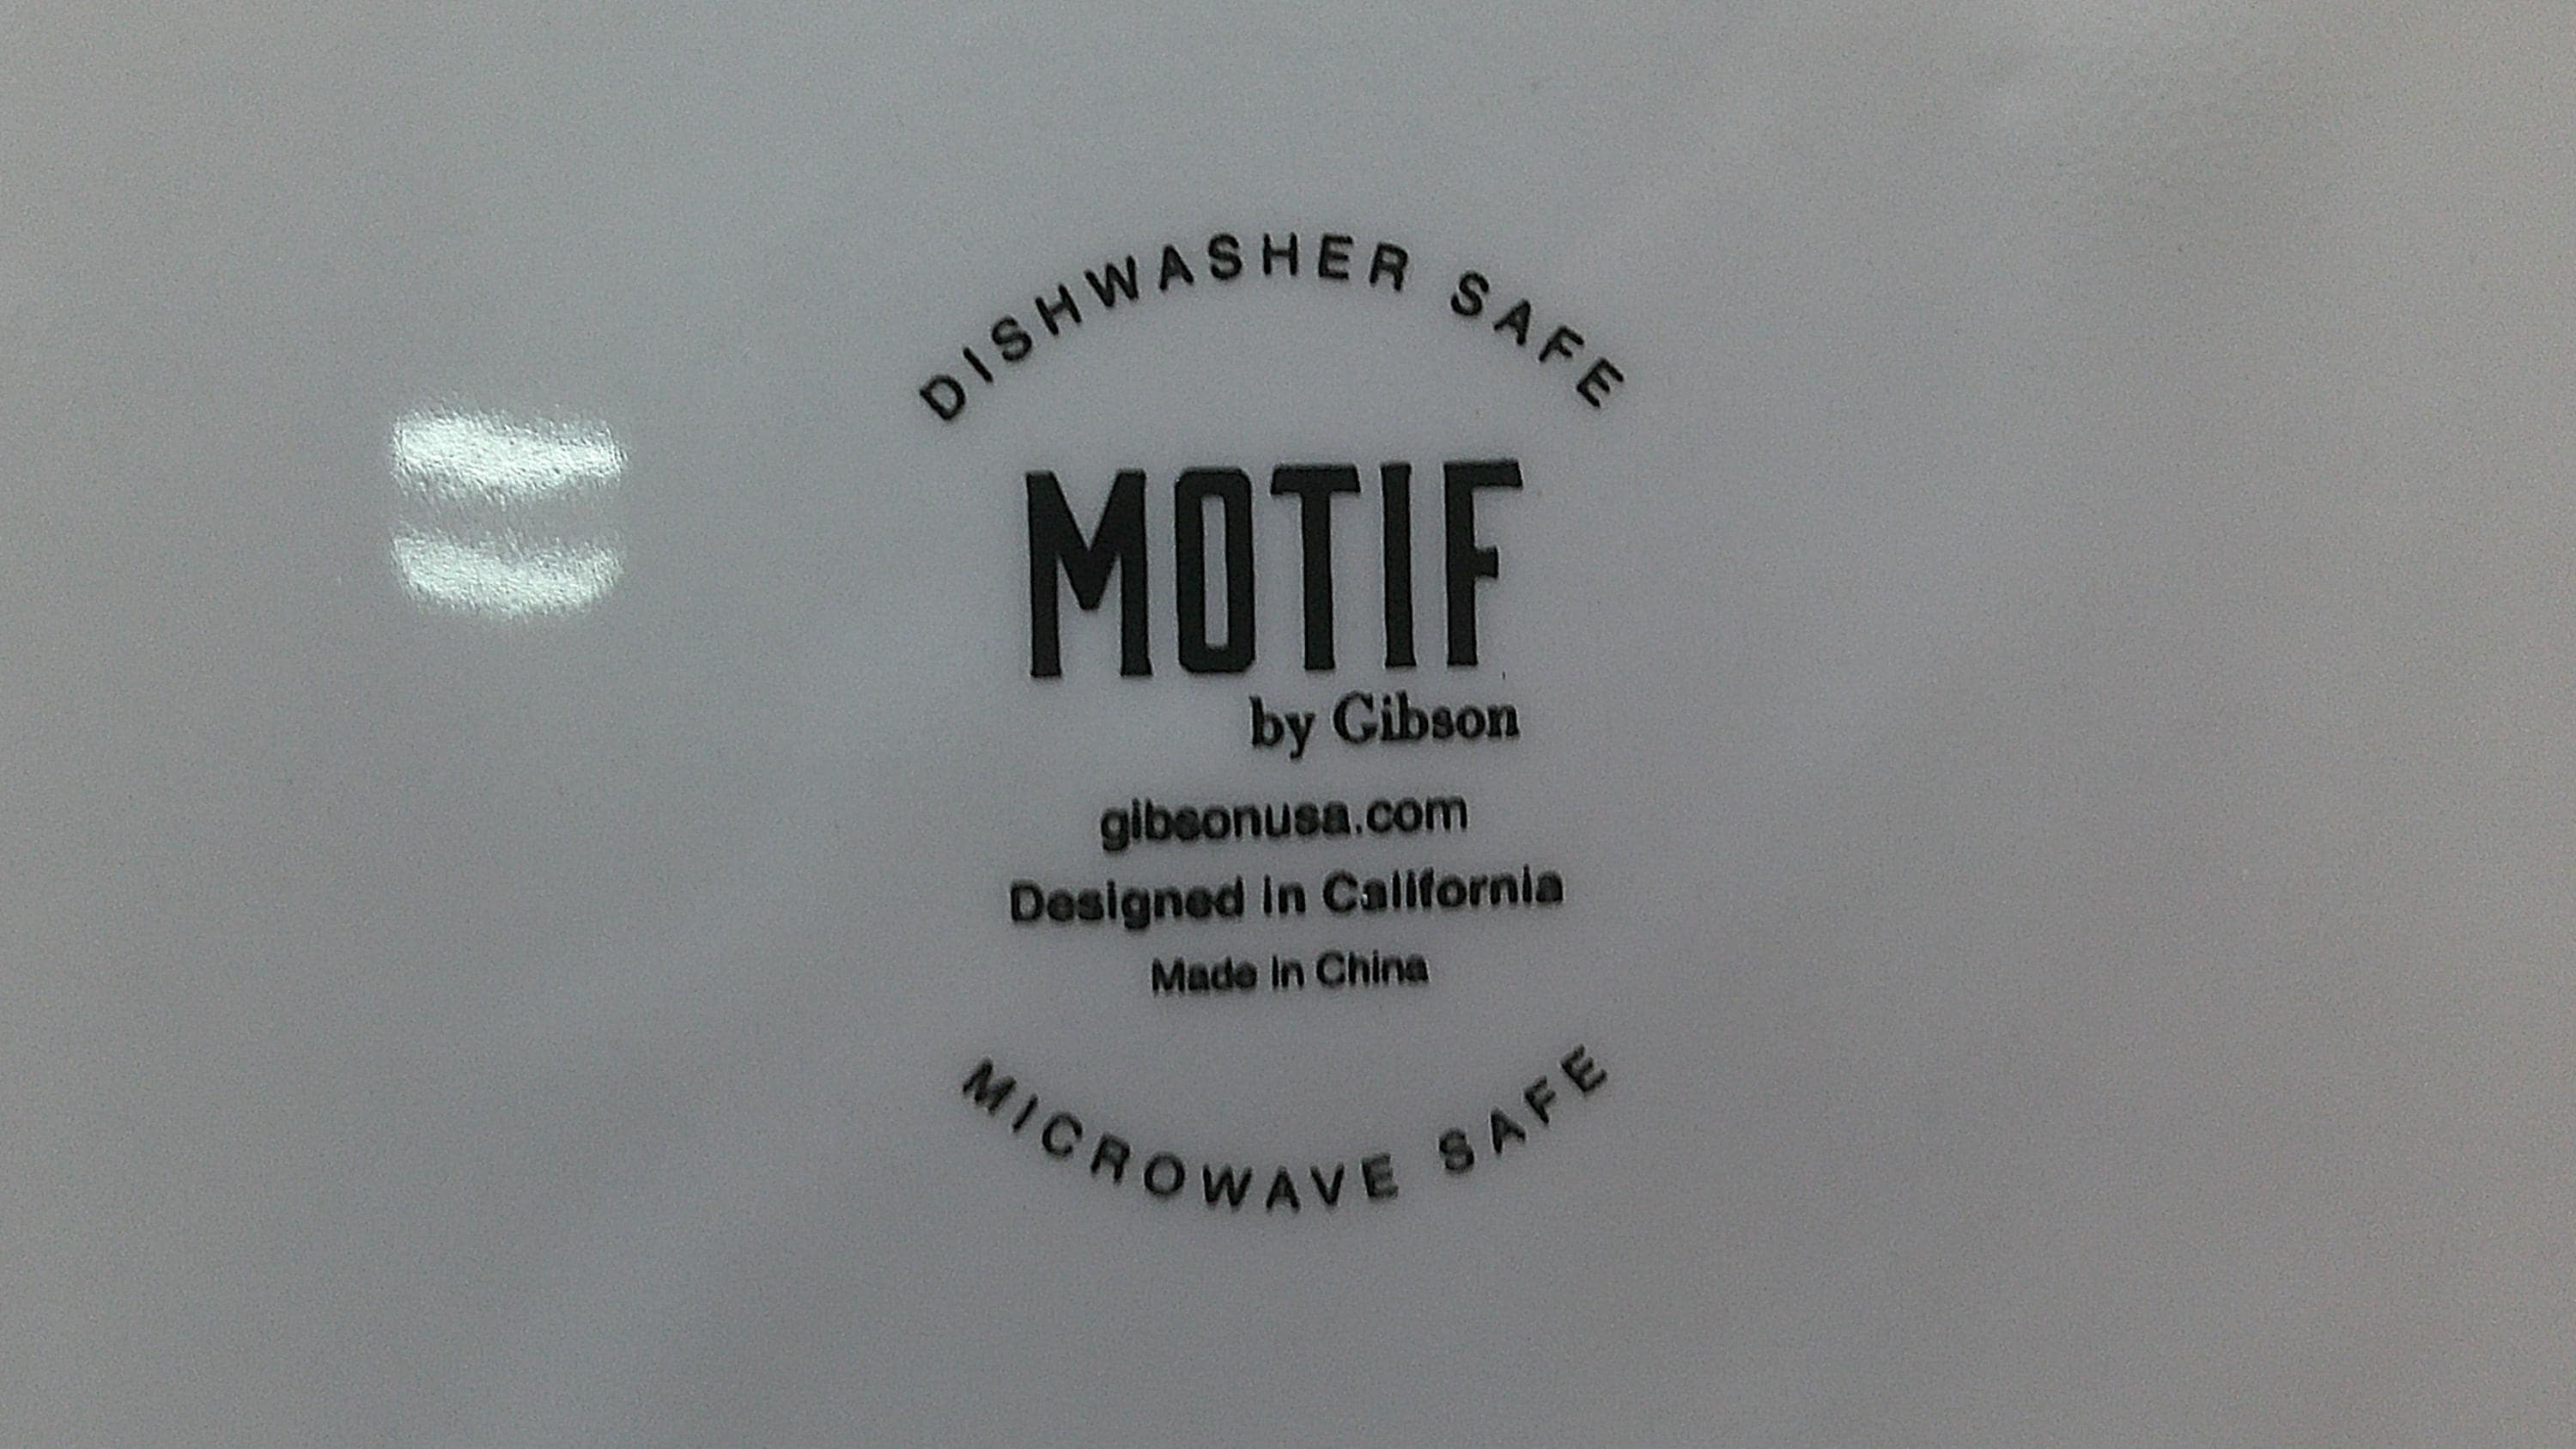 DISHWASHER SAFE
MOTIF
by Gibson
gibsonusa.com
Designed in California
Made in China
MICROWAVE SAFE